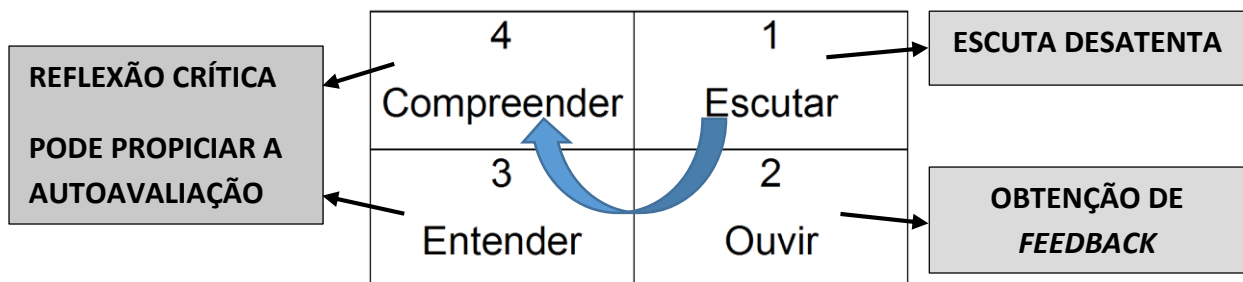 REFLEXÃO CRÍTICA
PODE PROPICIAR A
AUTOAVALIAÇÃO
4
Compreender
1
Escutar
3
Entender
2
Ouvir
ESCUTA DESATENTA
OBTENÇÃO DE
FEEDBACK